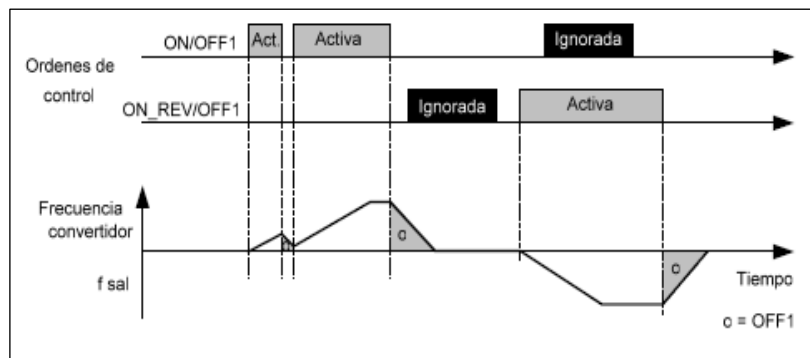 ON/OFF1
Act.
Activa
Ignorada
Ordenes de
control
ON_REV/OFF1
Ignorada
Activa
Frecuencia
convertidor
o
o
o
f sal
Tiempo
o = OFF1